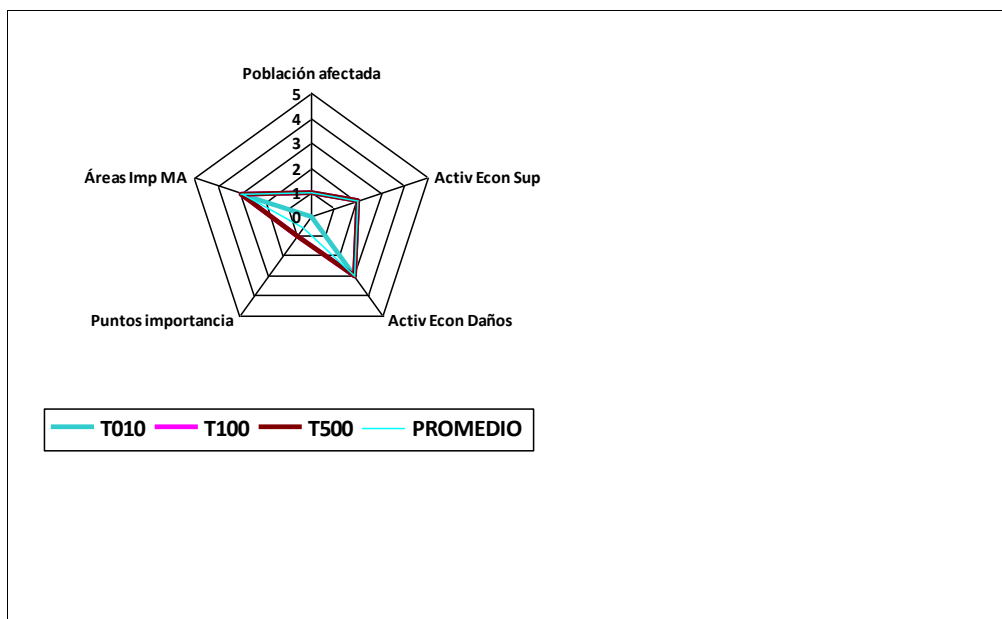 Población afectada
5
4
3
2
1
0
Áreas Imp MA
Activ Econ Sup
Puntos importancia
Activ Econ Daños
T010 T100 T500 PROMEDIO